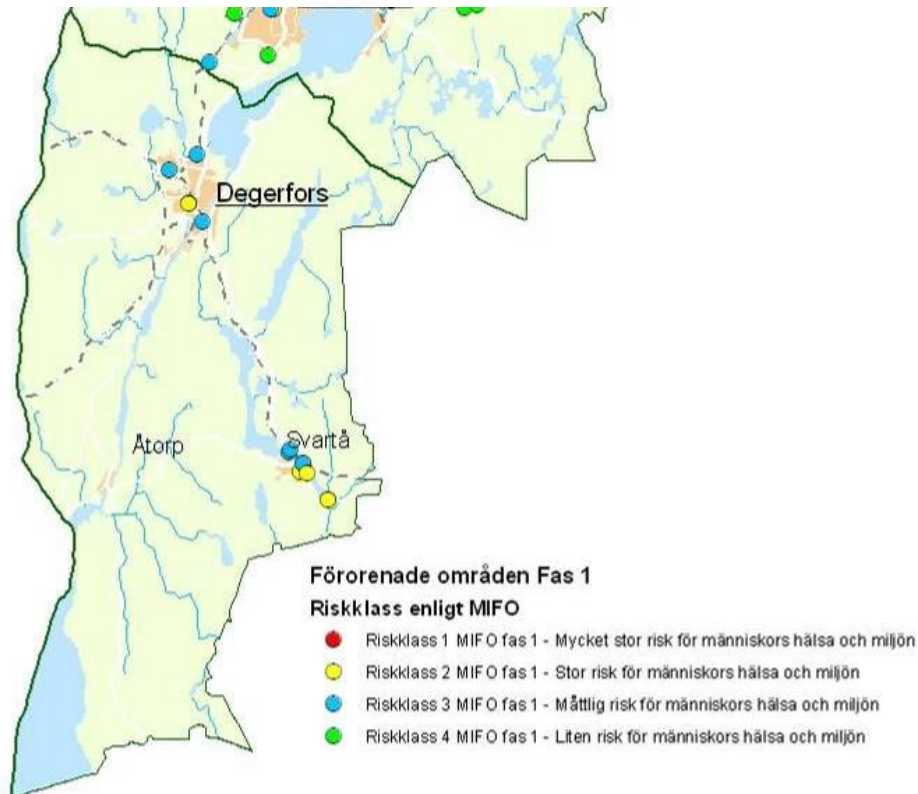 Degerfors
Åtorp
Svartå
Förorenade områden Fas 1
Riskklass enligt MIFO
Riskklass 1 MIFO fas 1 - Mycket stor risk för människors hälsa och miljön
Riskklass 2 MIFO fas 1 - Stor risk för människors hälsa och miljön
Riskklass 3 MIFO fas 1 - Måttlig risk för människors hälsa och miljön
Riskklass 4 MIFO fas 1 - Liten risk för människors hälsa och miljön